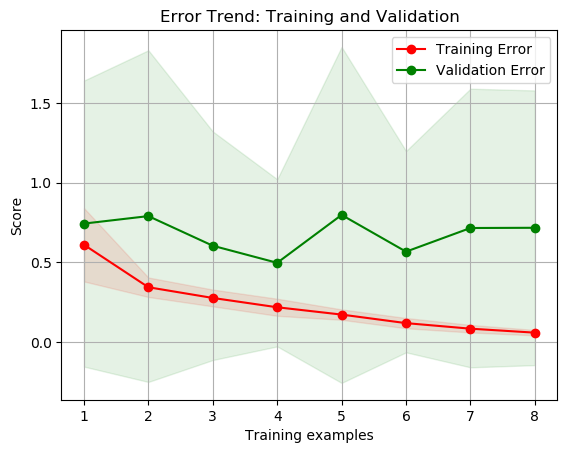 Error Trend: Training and Validation
Training Error
Validation Error
1.5
1.0
0.5
0.0
Score
1 2 3 4 5 6 7 8
Training examples